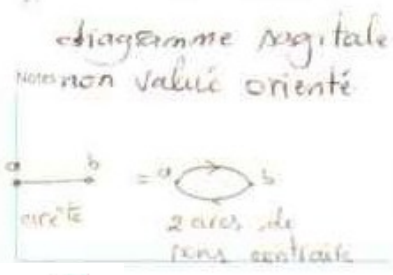 diagramme sagitale
Notes non valué orienté
a b = a b
arête 2 arcs de
sens contraire